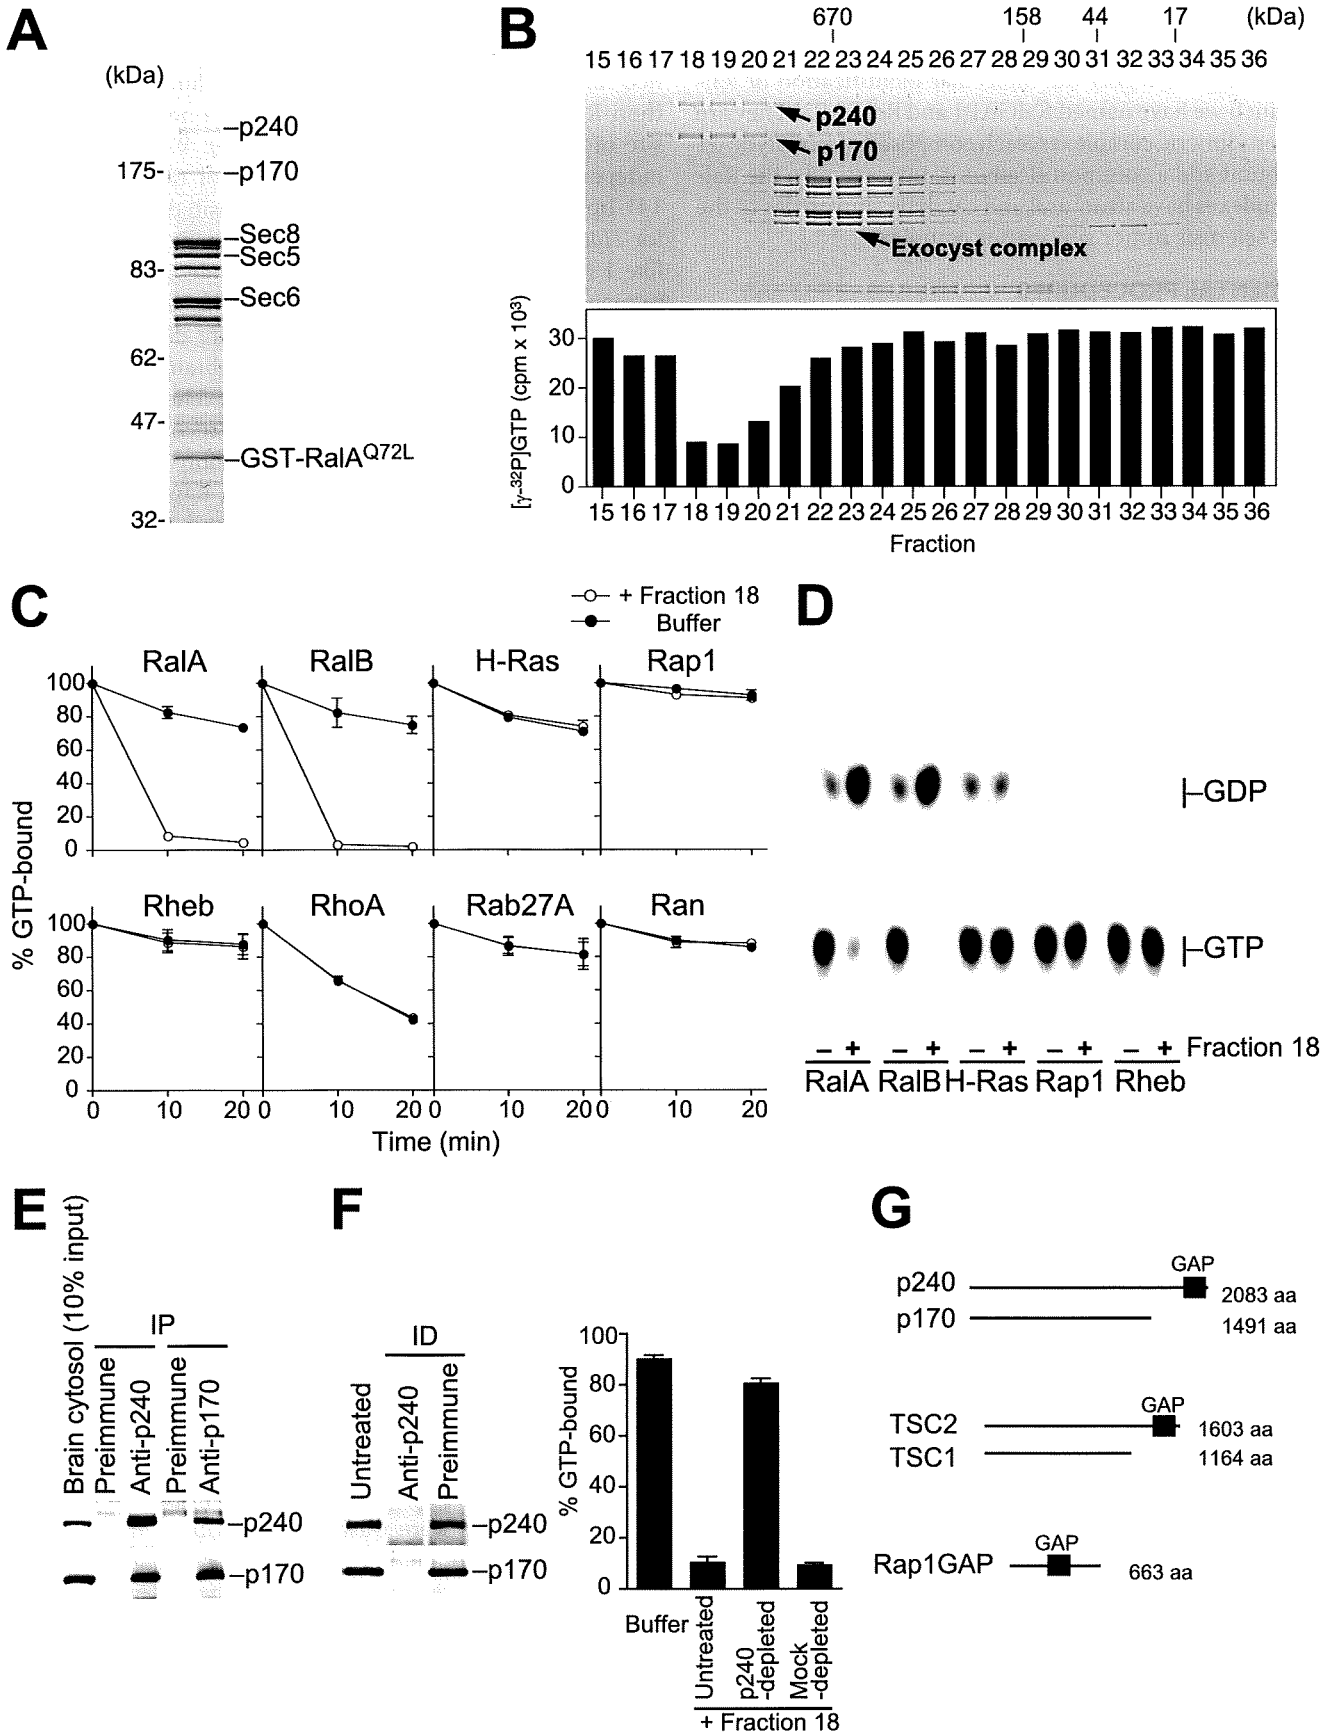 A
(kDa)
–p240
175-
–p170
–Sec8
–Sec5
83-
–Sec6
62-
47-
–GST-RalA^Q72L
32-
B
670 158 44 17 (kDa)
15 16 17 18 19 20 21 22 23 24 25 26 27 28 29 30 31 32 33 34 35 36
p240
p170
Exocyst complex
[γ-³²P]GTP (cpm x 10³)
30
20
10
0
15 16 17 18 19 20 21 22 23 24 25 26 27 28 29 30 31 32 33 34 35 36
Fraction
C
+ Fraction 18
Buffer
RalA RalB H-Ras Rap1
100
80
60
40
20
0
% GTP-bound
Rheb RhoA Rab27A Ran
100
80
60
40
20
0
0 10 20 0 10 20 0 10 20 0 10 20
Time (min)
D
–GDP
–GTP
– + – + – + – + – + Fraction 18
RalA RalB H-Ras Rap1 Rheb
E
Brain cytosol (10% input)
IP
Preimmune
Anti-p240
Preimmune
Anti-p170
–p240
–p170
F
ID
Untreated
Anti-p240
Preimmune
–p240
–p170
% GTP-bound
100
80
60
40
20
0
Buffer
Untreated
p240
-depleted
Mock
-depleted
+ Fraction 18
G
GAP
p240 2083 aa
p170 1491 aa
GAP
TSC2 1603 aa
TSC1 1164 aa
GAP
Rap1GAP 663 aa